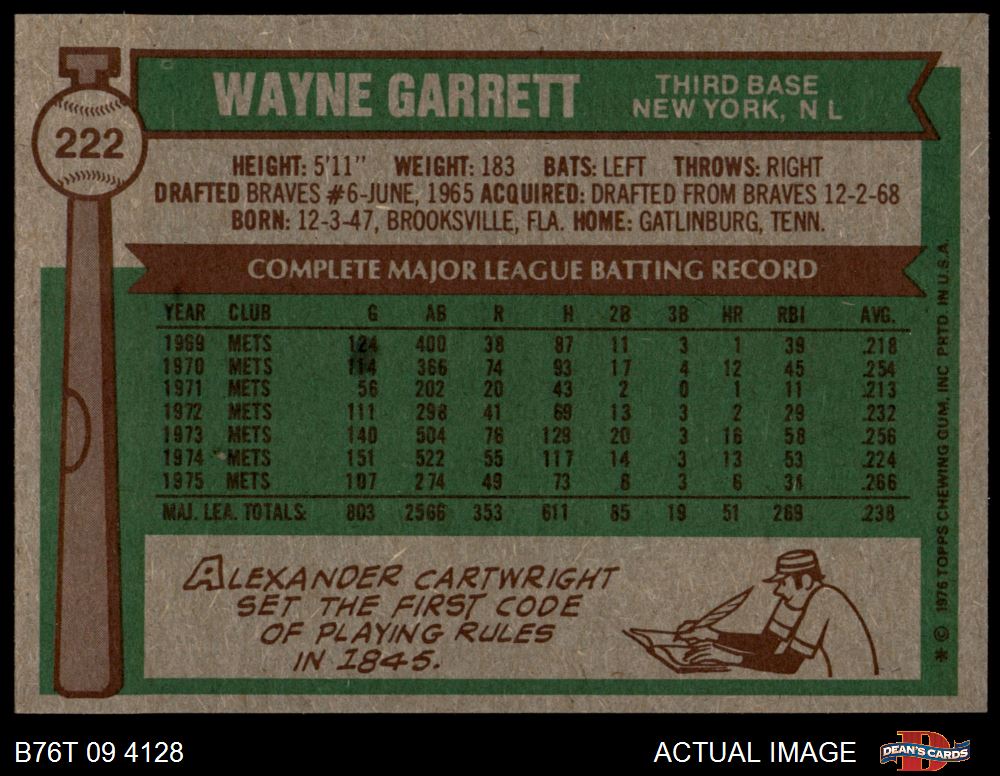 WAYNE GARRETT
THIRD BASE
NEW YORK, N L
222
HEIGHT: 5'11" WEIGHT: 183 BATS: LEFT THROWS: RIGHT
DRAFTED BRAVES #6-JUNE, 1965 ACQUIRED: DRAFTED FROM BRAVES 12-2-68
BORN: 12-3-47, BROOKSVILLE, FLA. HOME: GATLINBURG, TENN.
COMPLETE MAJOR LEAGUE BATTING RECORD
YEAR CLUB G AB R H 2B 3B HR RBI AVG.
1969 METS 124 400 38 87 11 3 1 39 .218
1970 METS 114 366 74 93 17 4 12 45 .254
1971 METS 56 202 20 43 2 0 1 11 .213
1972 METS 111 298 41 69 13 3 2 29 .232
1973 METS 140 504 76 129 20 3 16 58 .256
1974 METS 151 522 55 117 14 3 13 53 .224
1975 METS 107 274 49 73 8 3 6 34 .266
MAJ. LEA. TOTALS 803 2566 353 611 85 19 51 269 .238
ALEXANDER CARTWRIGHT
SET THE FIRST CODE
OF PLAYING RULES
IN 1845.
* © 1976 TOPPS CHEWING GUM, INC PRTD. IN U.S.A.
B76T 09 4128
ACTUAL IMAGE
D
DEAN'S CARDS